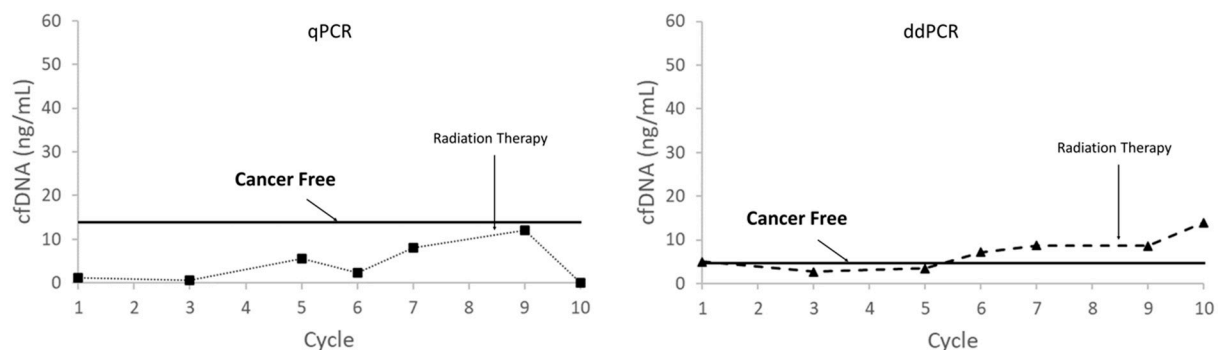 qPCR
60
50
40
30
20
10
0
cfDNA (ng/mL)
Radiation Therapy
Cancer Free
1 2 3 4 5 6 7 8 9 10
Cycle
ddPCR
60
50
40
30
20
10
0
cfDNA (ng/mL)
Radiation Therapy
Cancer Free
1 2 3 4 5 6 7 8 9 10
Cycle